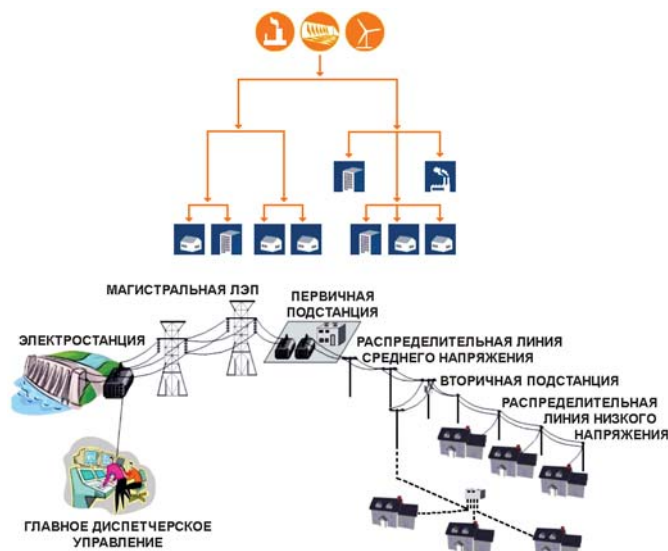 МАГИСТРАЛЬНАЯ ЛЭП
ПЕРВИЧНАЯ
ПОДСТАНЦИЯ
ЭЛЕКТРОСТАНЦИЯ
РАСПРЕДЕЛИТЕЛЬНАЯ ЛИНИЯ
СРЕДНЕГО НАПРЯЖЕНИЯ
ВТОРИЧНАЯ ПОДСТАНЦИЯ
РАСПРЕДЕЛИТЕЛЬНАЯ
ЛИНИЯ НИЗКОГО
НАПРЯЖЕНИЯ
ГЛАВНОЕ ДИСПЕТЧЕРСКОЕ
УПРАВЛЕНИЕ